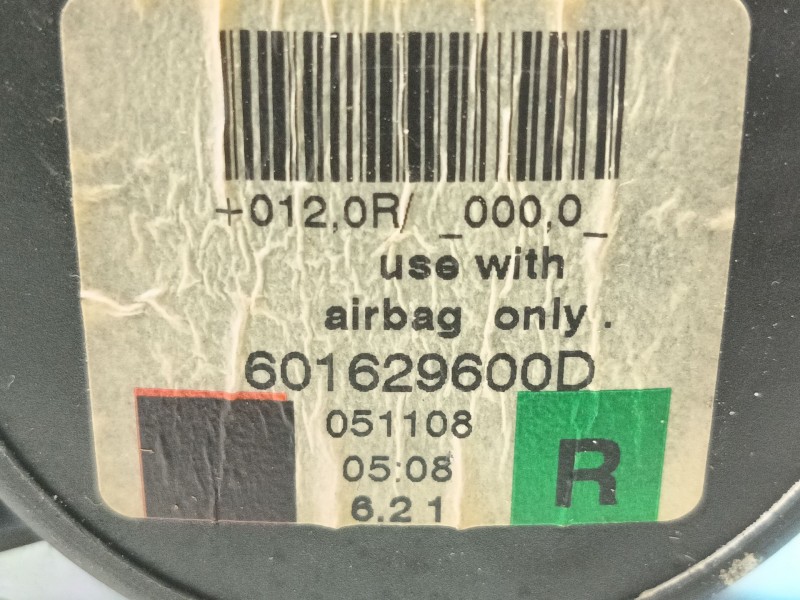 +012,0R/ _000,0_
use with
airbag only .
601629600D
051108
05:08
6.2 1
R